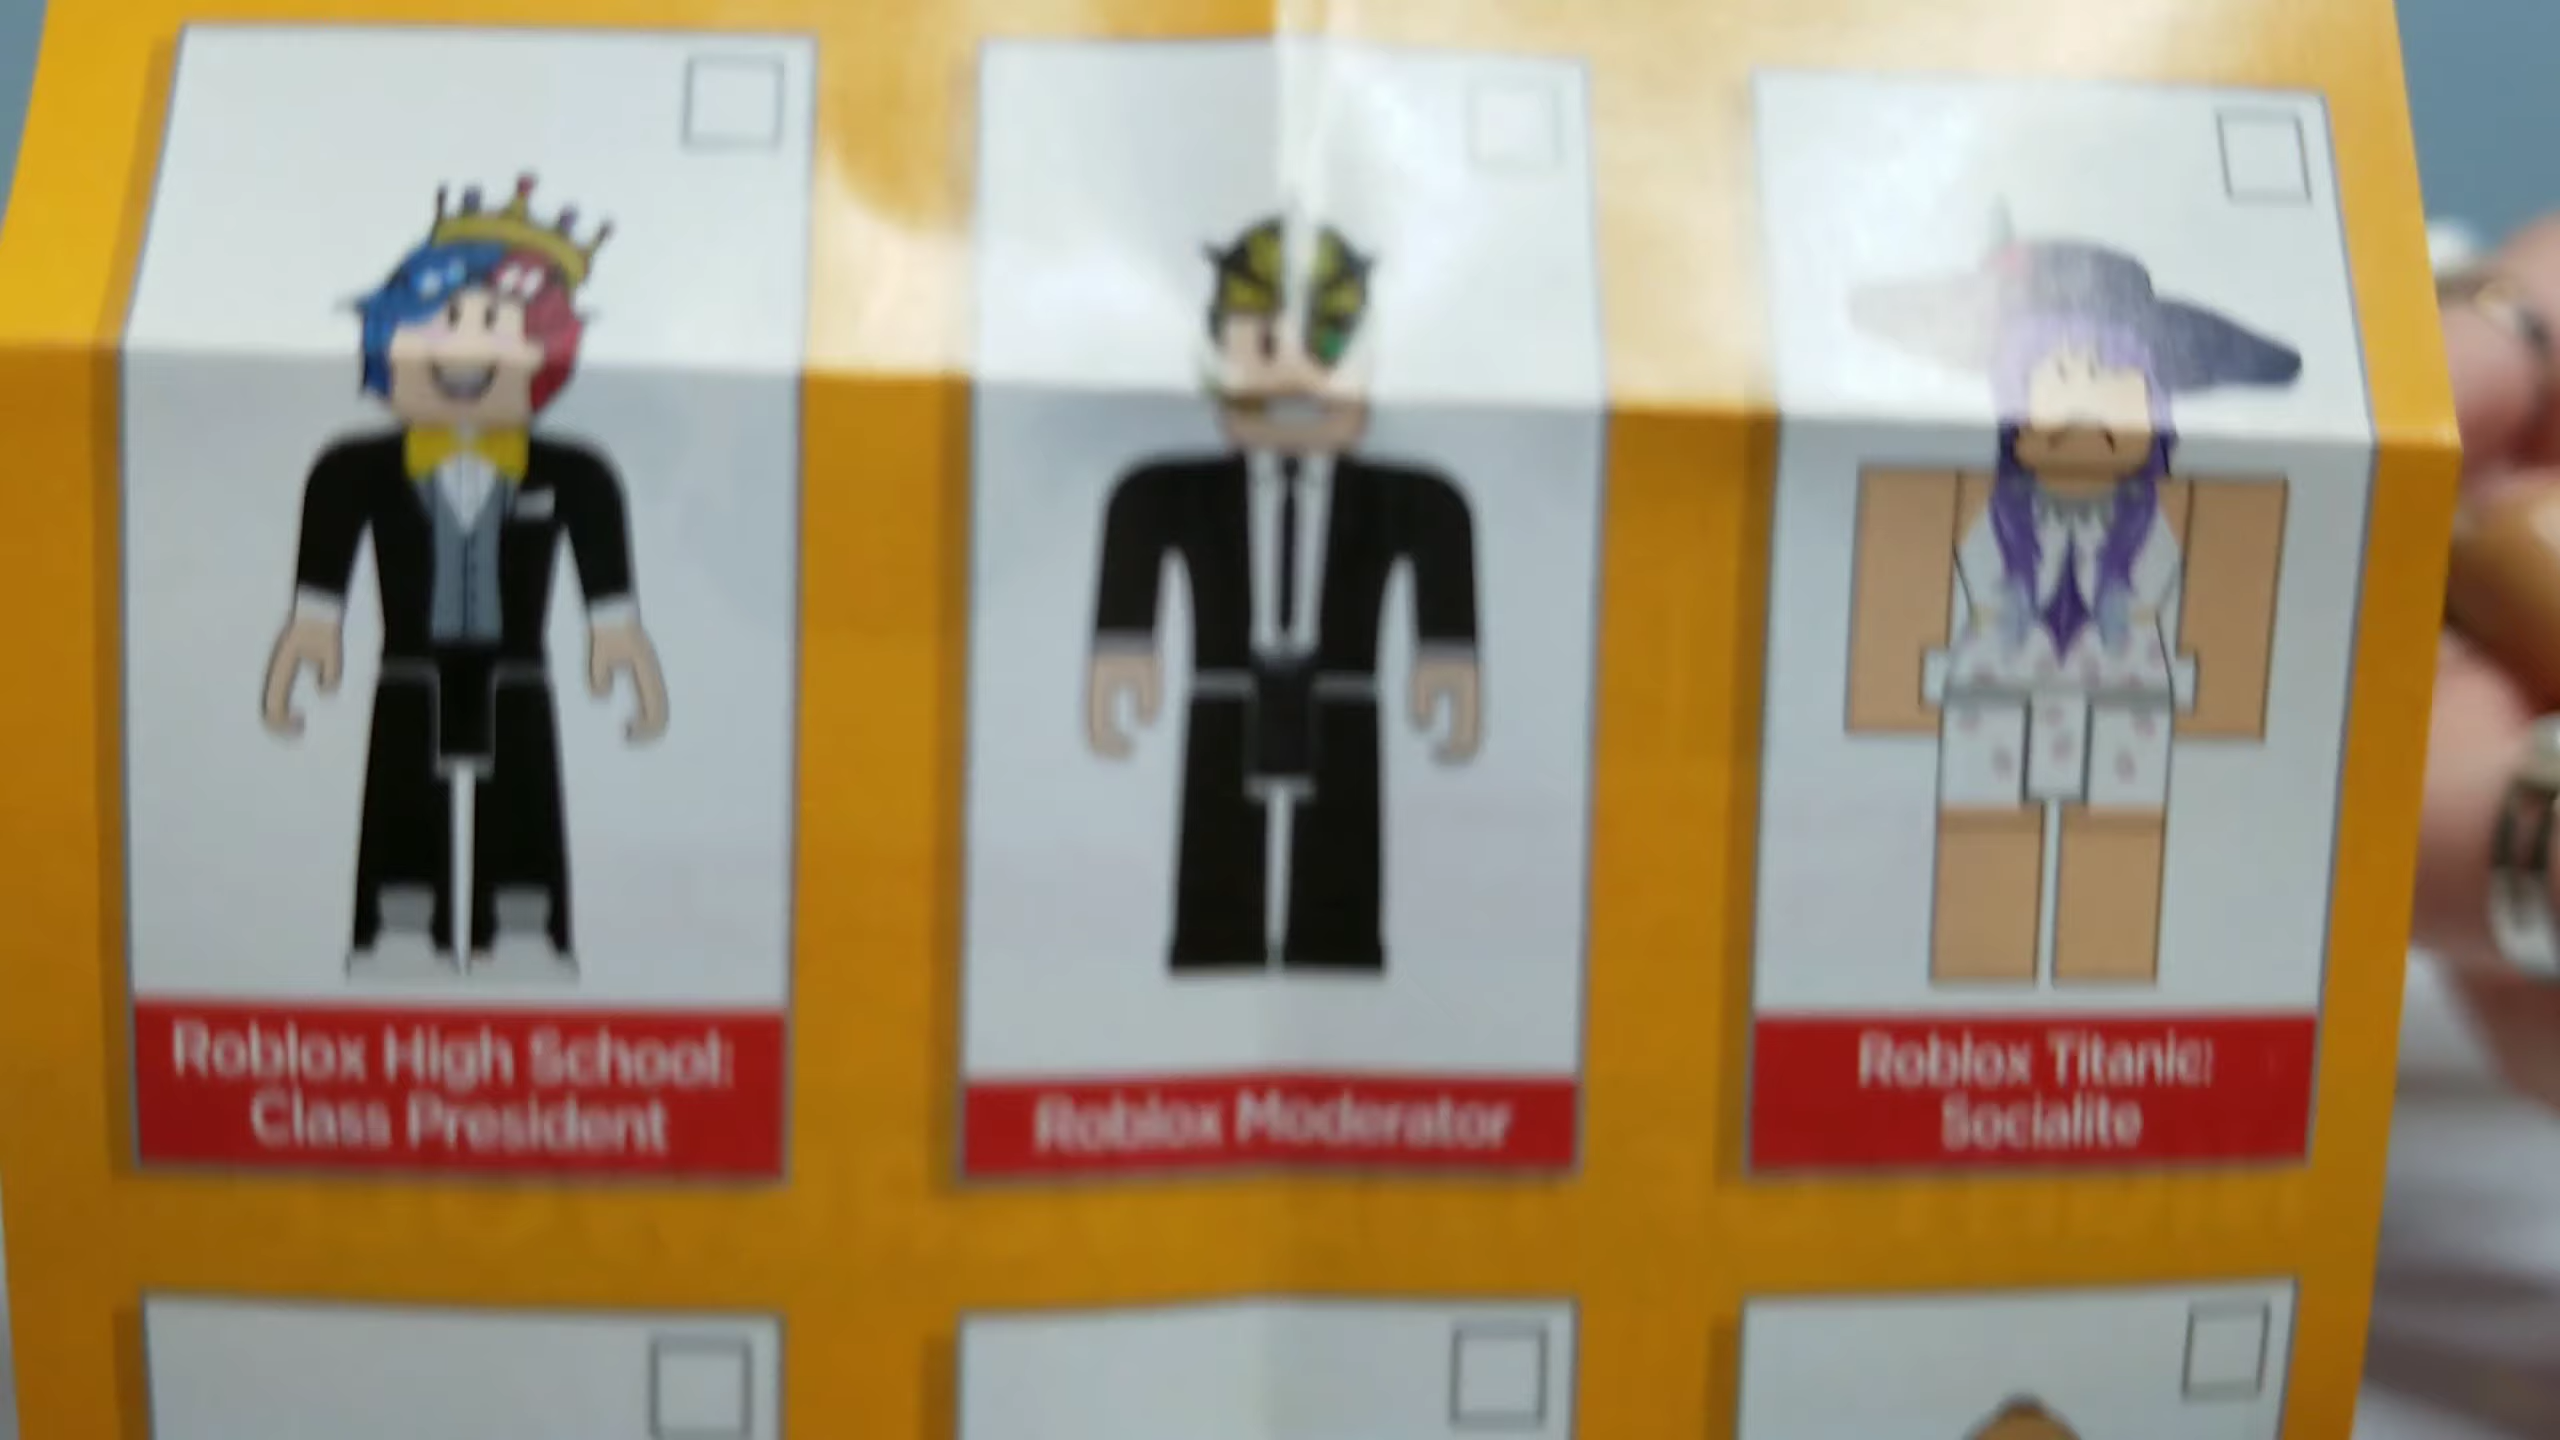 Roblox High School:
Class President
Roblox Moderator
Roblox Titanic:
Socialite